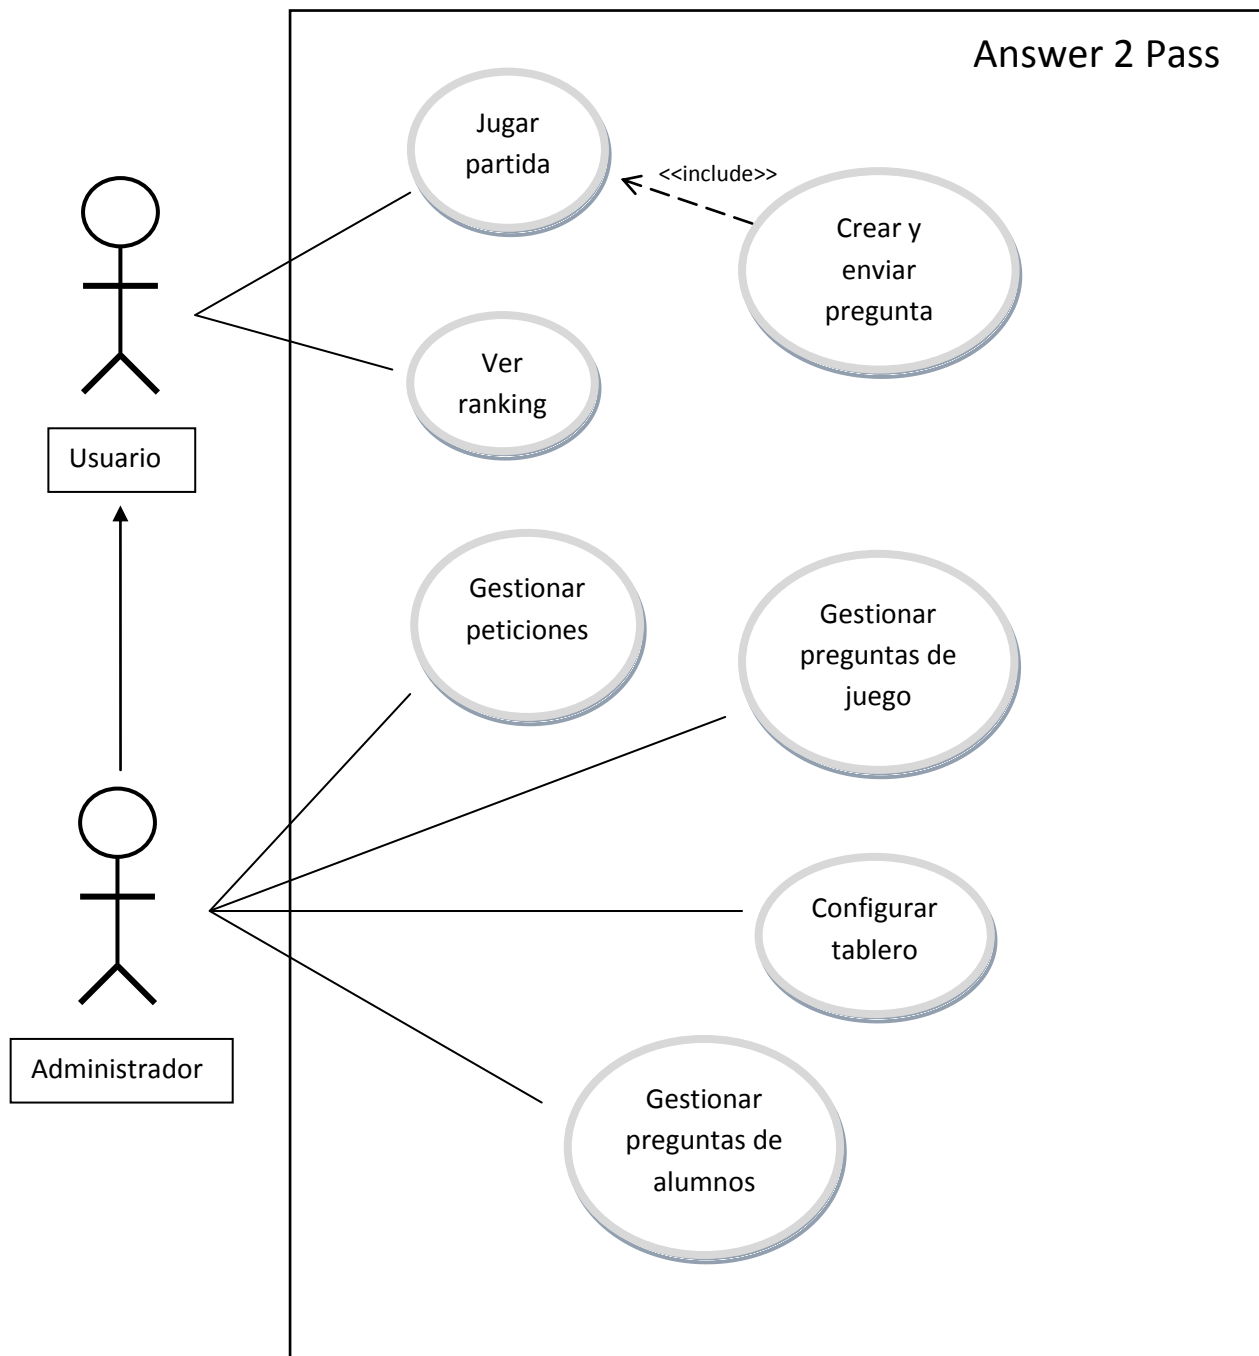 Answer 2 Pass
Jugar
partida
<<include>>
Crear y
enviar
pregunta
Ver
ranking
Usuario
Gestionar
peticiones
Gestionar
preguntas de
juego
Configurar
tablero
Administrador
Gestionar
preguntas de
alumnos